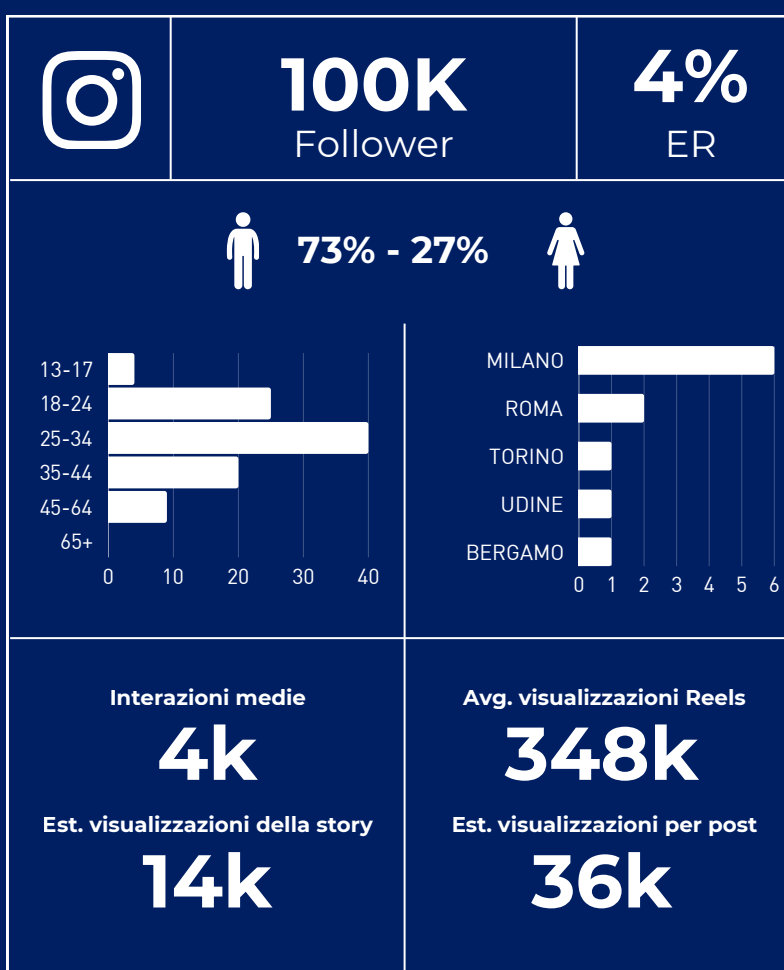 100K
Follower
4%
ER
73% - 27%
13-17
18-24
25-34
35-44
45-64
65+
0 10 20 30 40
MILANO
ROMA
TORINO
UDINE
BERGAMO
0 1 2 3 4 5 6
Interazioni medie
4k
Est. visualizzazioni della story
14k
Avg. visualizzazioni Reels
348k
Est. visualizzazioni per post
36k